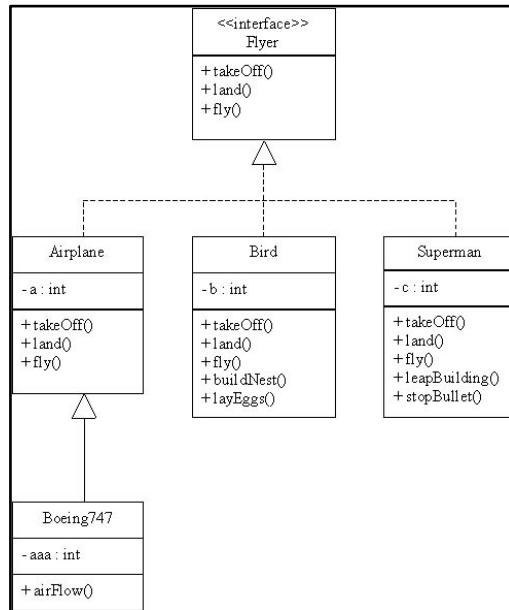 <<interface>>
Flyer
+takeOff()
+land()
+fly()
Airplane
- a : int
+takeOff()
+land()
+fly()
Bird
-b : int
+takeOff()
+land()
+fly()
+buildNest()
+layEggs()
Superman
- c : int
+takeOff()
+land()
+fly()
+leapBuilding()
+stopBullet()
Boeing747
- aaa : int
+airFlow()